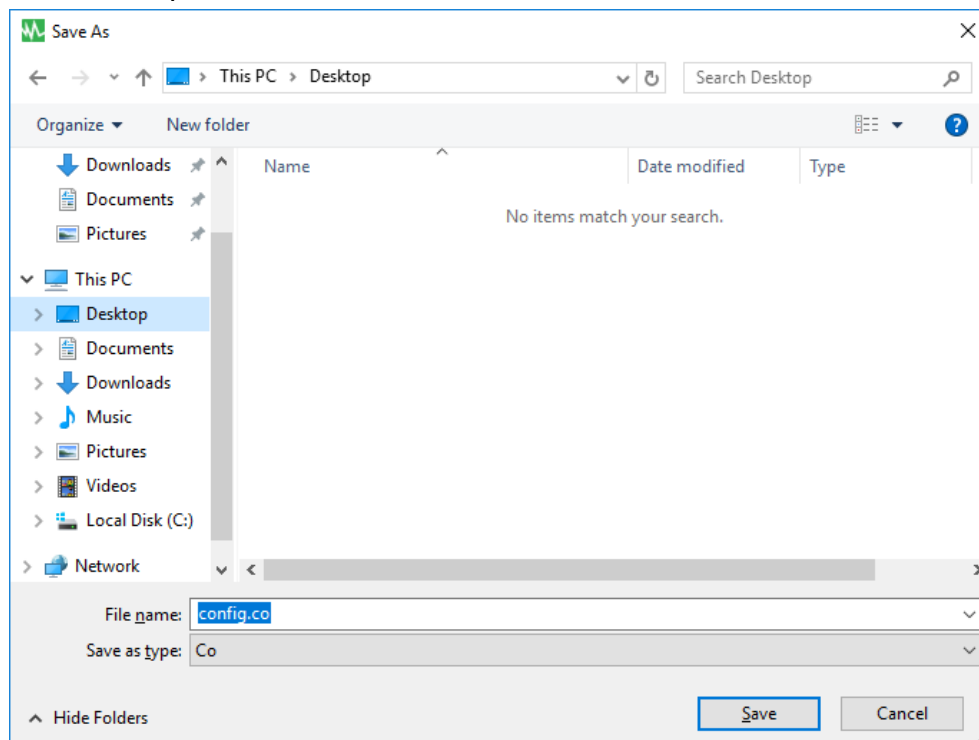 Save As
This PC > Desktop
Search Desktop
Organize
New folder
?
Downloads
Documents
Pictures
This PC
Desktop
Documents
Downloads
Music
Pictures
Videos
Local Disk (C:)
Network
Name
Date modified
Type
No items match your search.
File name: config.co
Save as type: Co
Hide Folders
Save
Cancel